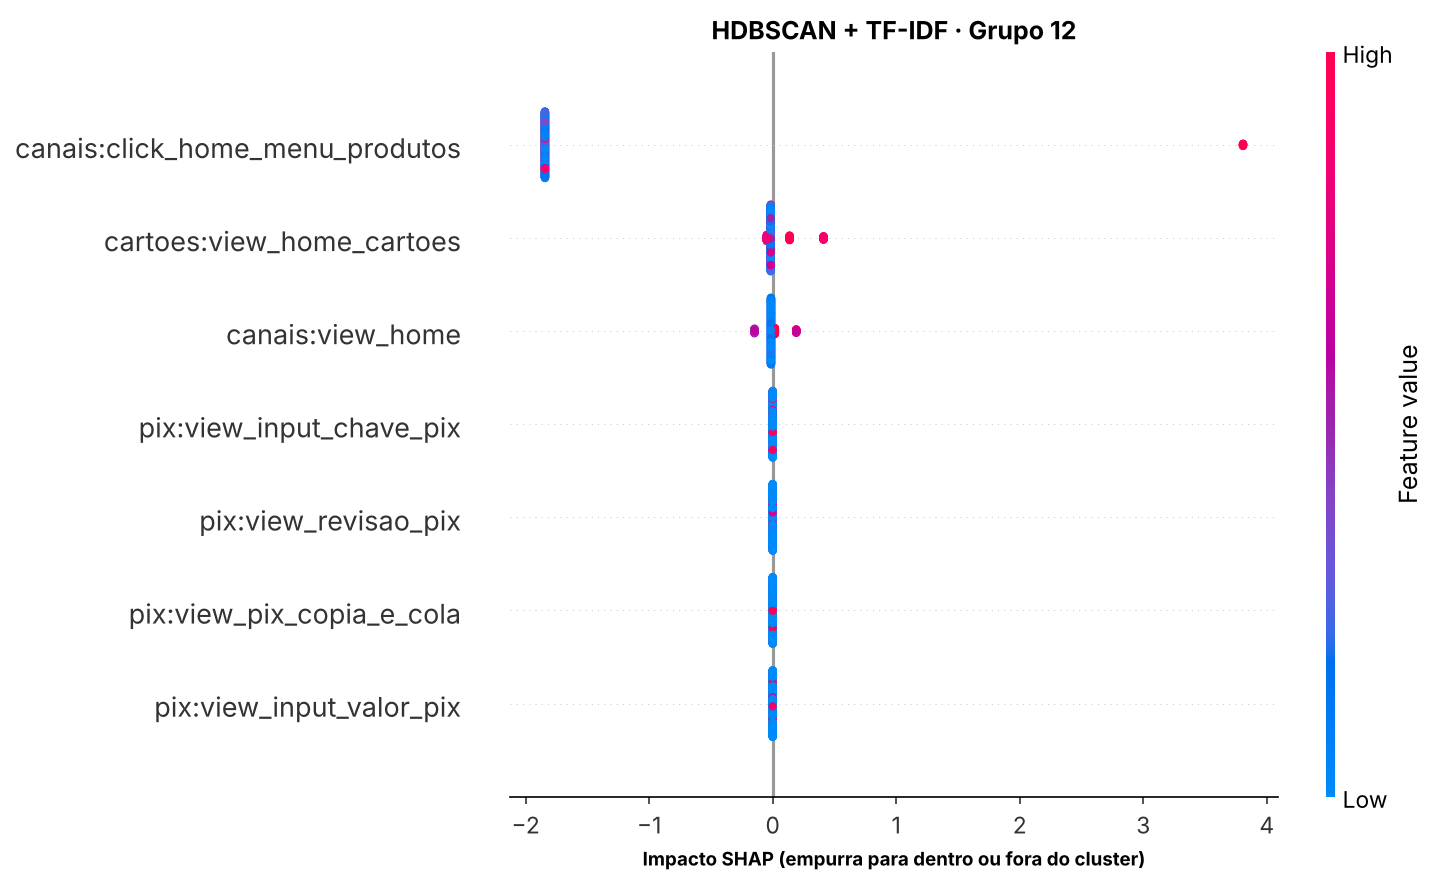 HDBSCAN + TF-IDF · Grupo 12
High
canais:click_home_menu_produtos
cartoes:view_home_cartoes
canais:view_home
pix:view_input_chave_pix
pix:view_revisao_pix
pix:view_pix_copia_e_cola
pix:view_input_valor_pix
Feature value
Low
−2 −1 0 1 2 3 4
Impacto SHAP (empurra para dentro ou fora do cluster)